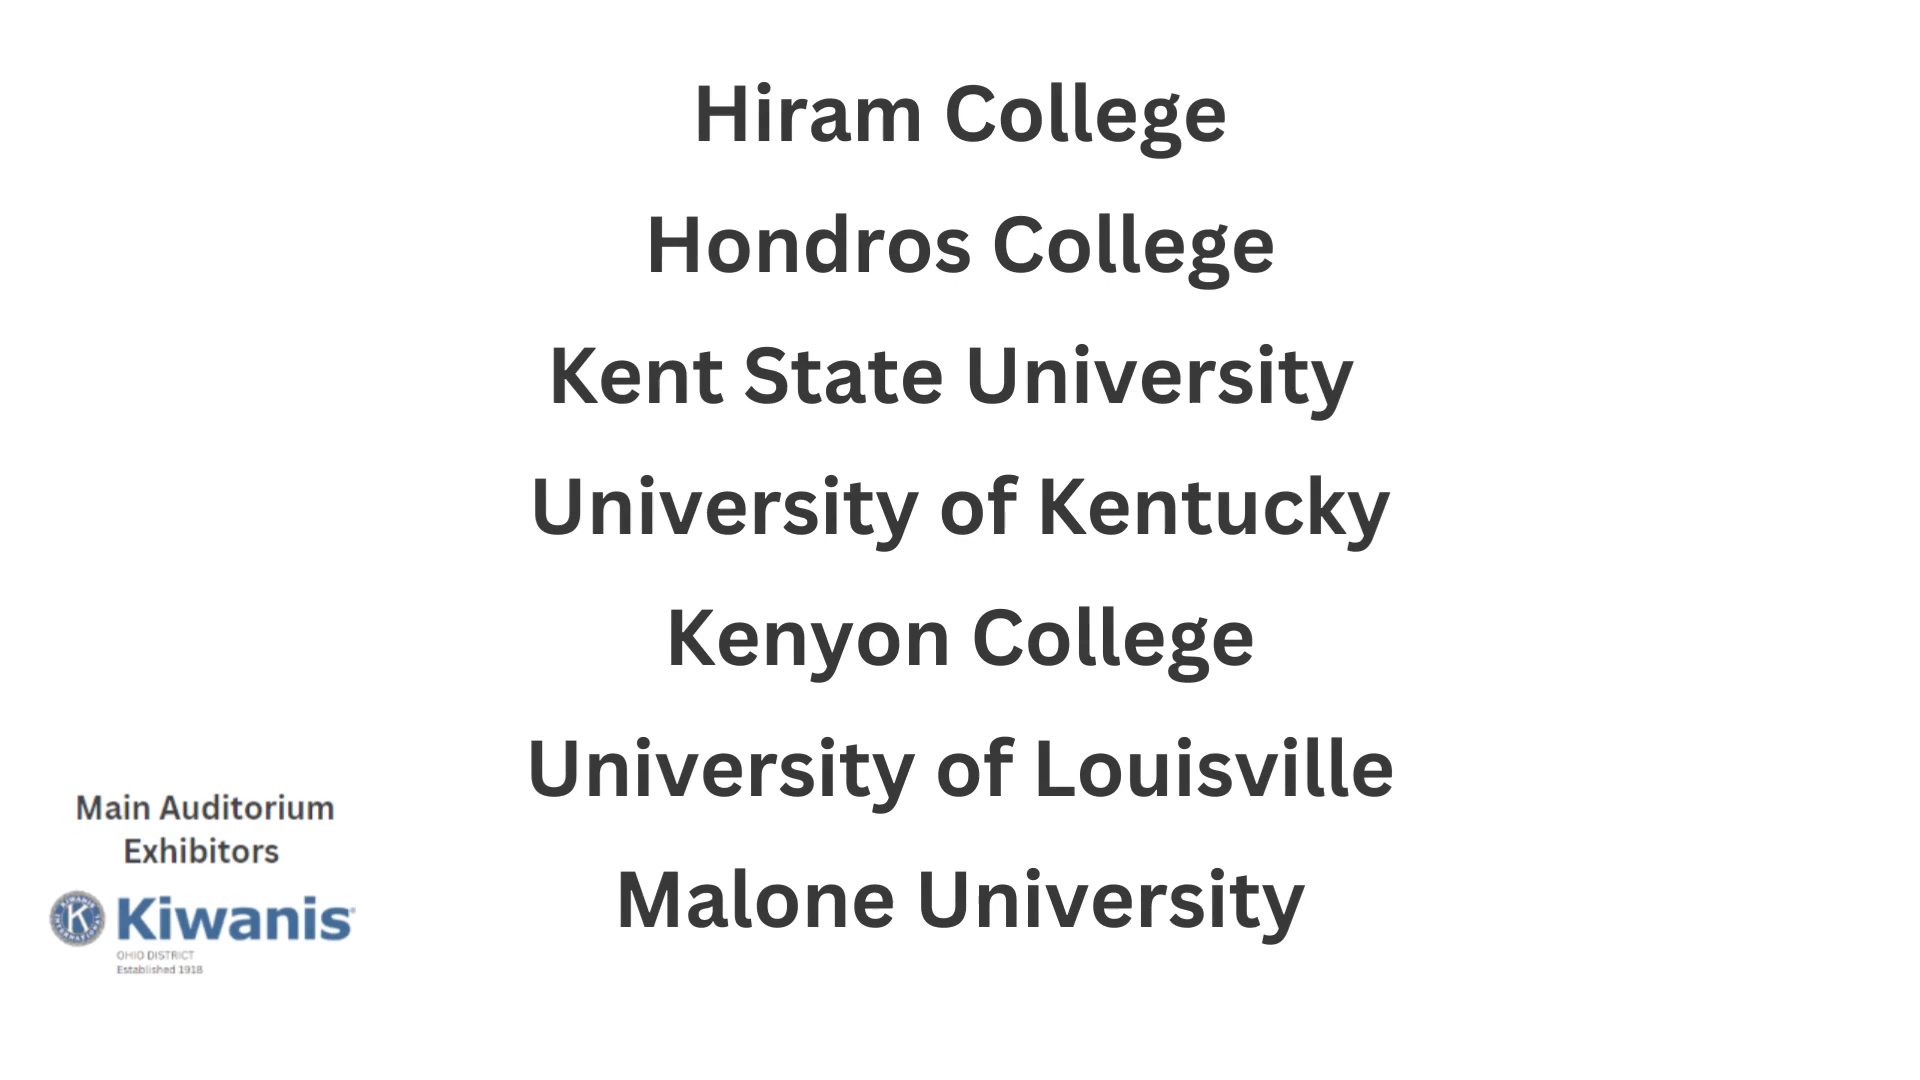 Hiram College
Hondros College
Kent State University
University of Kentucky
Kenyon College
University of Louisville
Malone University
Main Auditorium
Exhibitors
Kiwanis
OHIO DISTRICT
Established 1918